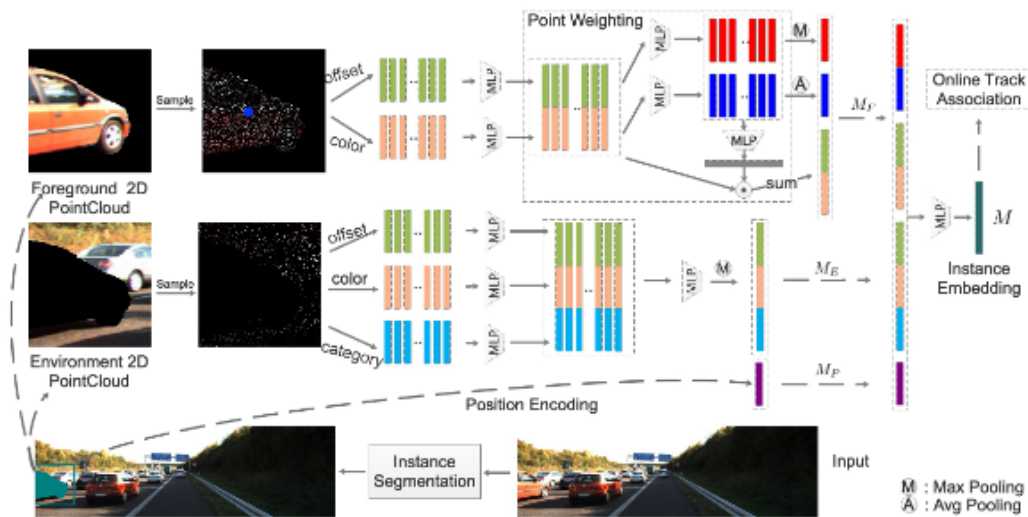 Point Weighting
offset
color
Sample
MLP
MLP
MLP
MLP
MLP
M
A
sum
M_F
Online Track
Association
Foreground 2D
PointCloud
offset
color
category
Sample
MLP
MLP
MLP
MLP
M
M_E
MLP
M
Instance
Embedding
Environment 2D
PointCloud
M_P
Position Encoding
Instance
Segmentation
Input
M : Max Pooling
A : Avg Pooling